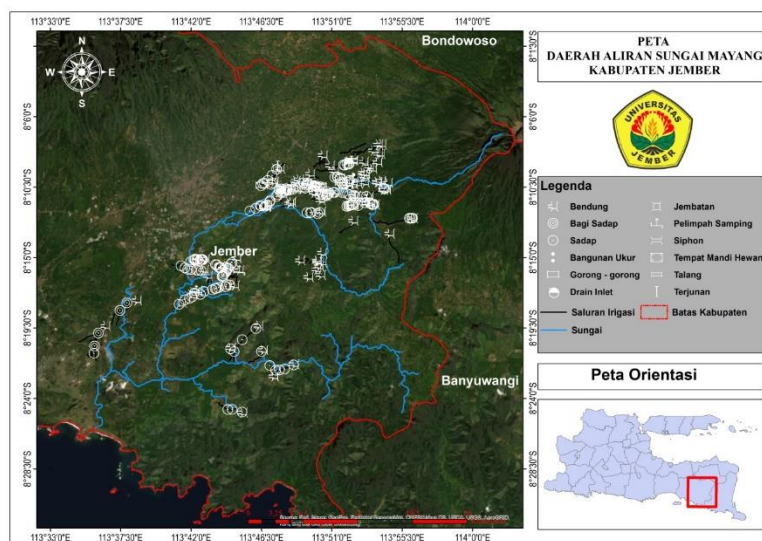 113°33'0"E 113°37'30"E 113°42'0"E 113°46'30"E 113°51'0"E 113°55'30"E 114°0'0"E
Bondowoso
N
W E
S
Jember
Banyuwangi
8°1'30"S
8°6'0"S
8°10'30"S
8°15'0"S
8°19'30"S
8°24'0"S
8°28'30"S
PETA
DAERAH ALIRAN SUNGAI MAYANG
KABUPATEN JEMBER
UNIVERSITAS
JEMBER
Legenda
Bendung
Bagi Sadap
Sadap
Bangunan Ukur
Gorong - gorong
Drain Inlet
Jembatan
Pelimpah Samping
Siphon
Tempat Mandi Hewan
Talang
Terjunan
Saluran Irigasi
Batas Kabupaten
Sungai
Peta Orientasi